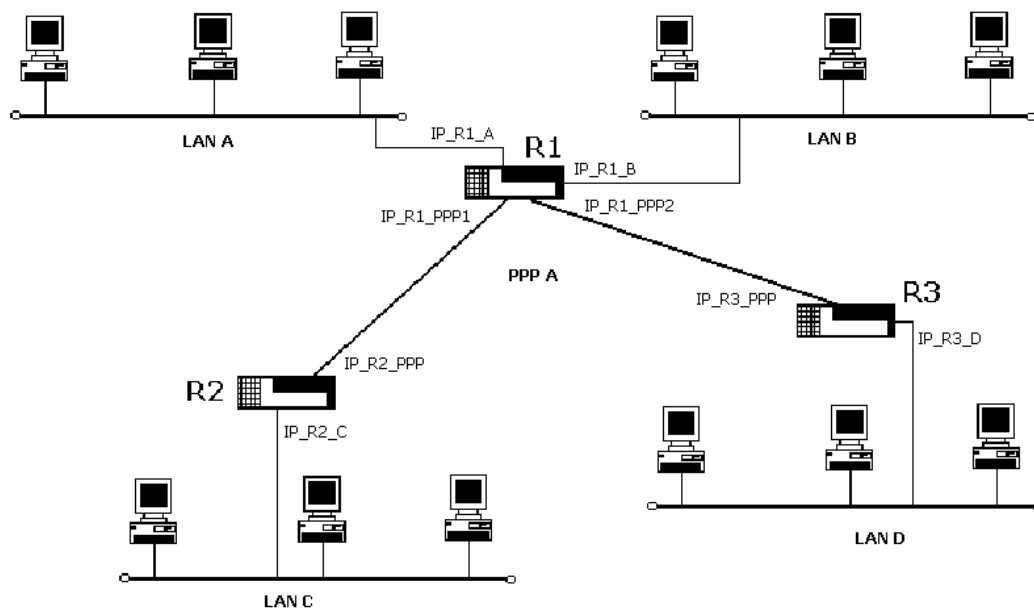 LAN A
LAN B
IP_R1_A
R1
IP_R1_B
IP_R1_PPP1
IP_R1_PPP2
PPP A
IP_R3_PPP
R3
IP_R3_D
IP_R2_PPP
R2
IP_R2_C
LAN D
LAN C